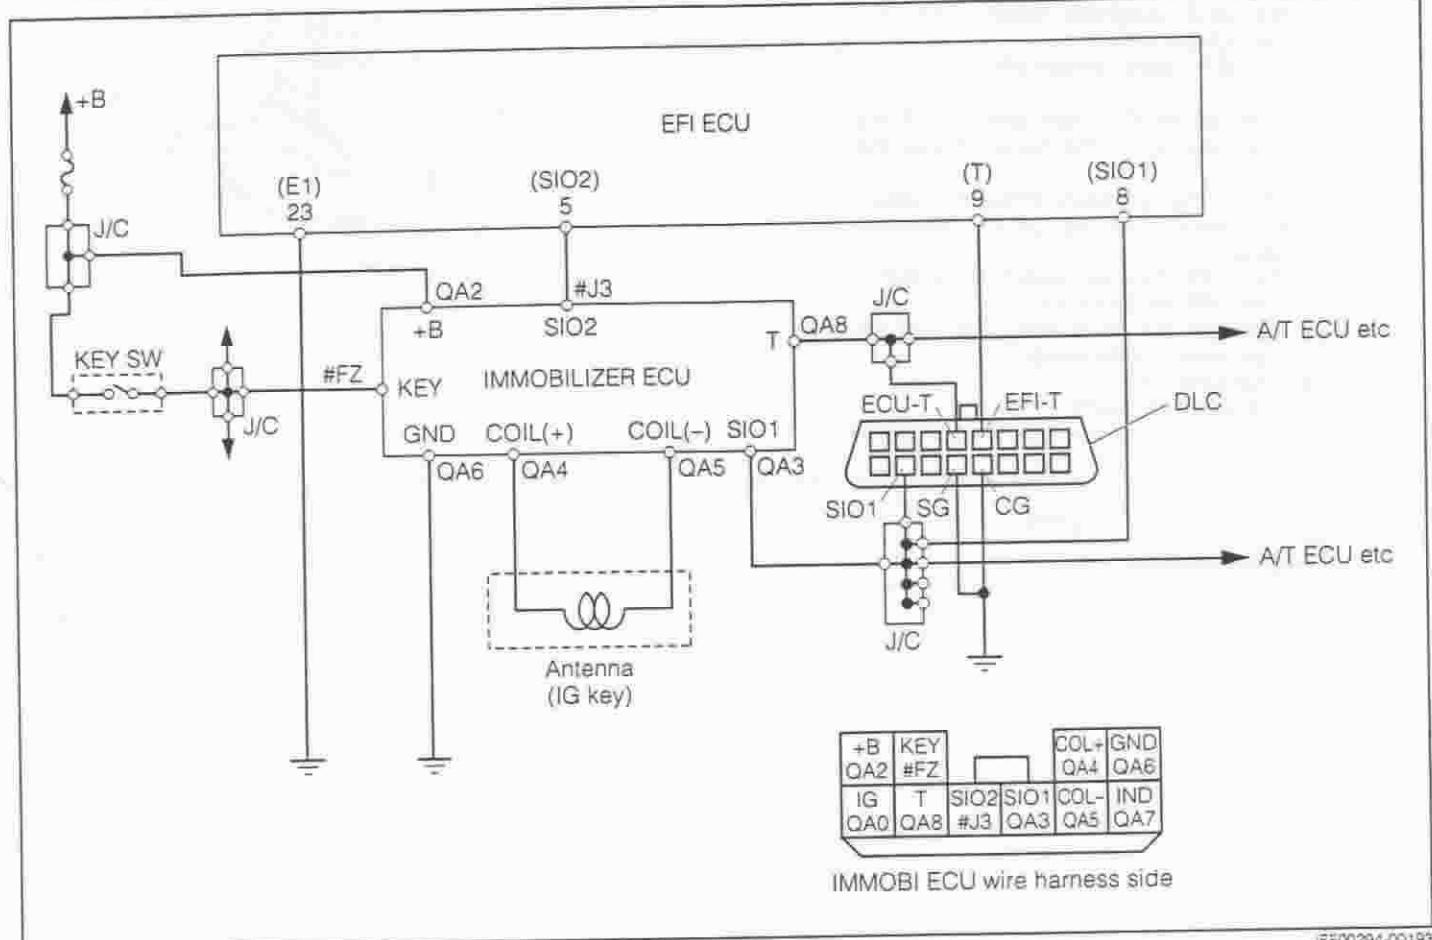 EFI ECU
+B
(E1)
23
(SIO2)
5
(T)
9
(SIO1)
8
J/C
QA2
#J3
+B
SIO2
T
QA8
J/C
A/T ECU etc
KEY SW
#FZ
KEY
IMMOBILIZER ECU
J/C
GND
COIL(+)
COIL(−)
SIO1
QA6
QA4
QA5
QA3
ECU-T
EFI-T
DLC
SIO1
SG
CG
A/T ECU etc
J/C
Antenna
(IG key)
+B KEY COL+ GND
QA2 #FZ QA4 QA6
IG T SIO2 SIO1 COL- IND
QA0 QA8 #J3 QA3 QA5 QA7
IMMOBI ECU wire harness side